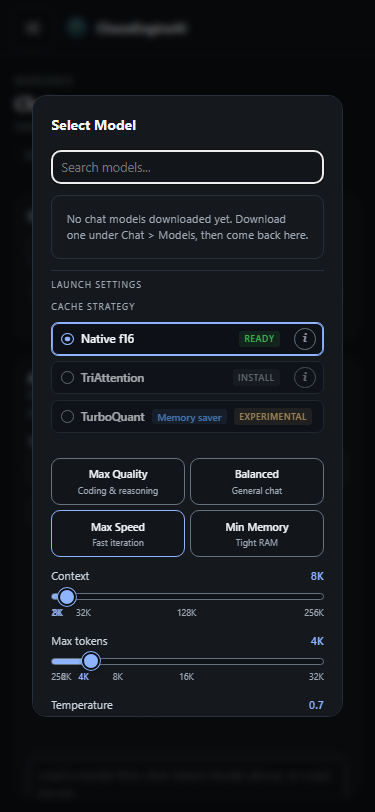 Select Model
Search models...
No chat models downloaded yet. Download
one under Chat > Models, then come back here.
LAUNCH SETTINGS
CACHE STRATEGY
Native f16 READY i
TriAttention INSTALL i
TurboQuant Memory saver EXPERIMENTAL
Max Quality Balanced
Coding & reasoning General chat
Max Speed Min Memory
Fast iteration Tight RAM
Context 8K
32K 128K 256K
Max tokens 4K
4K 8K 16K 32K
Temperature 0.7